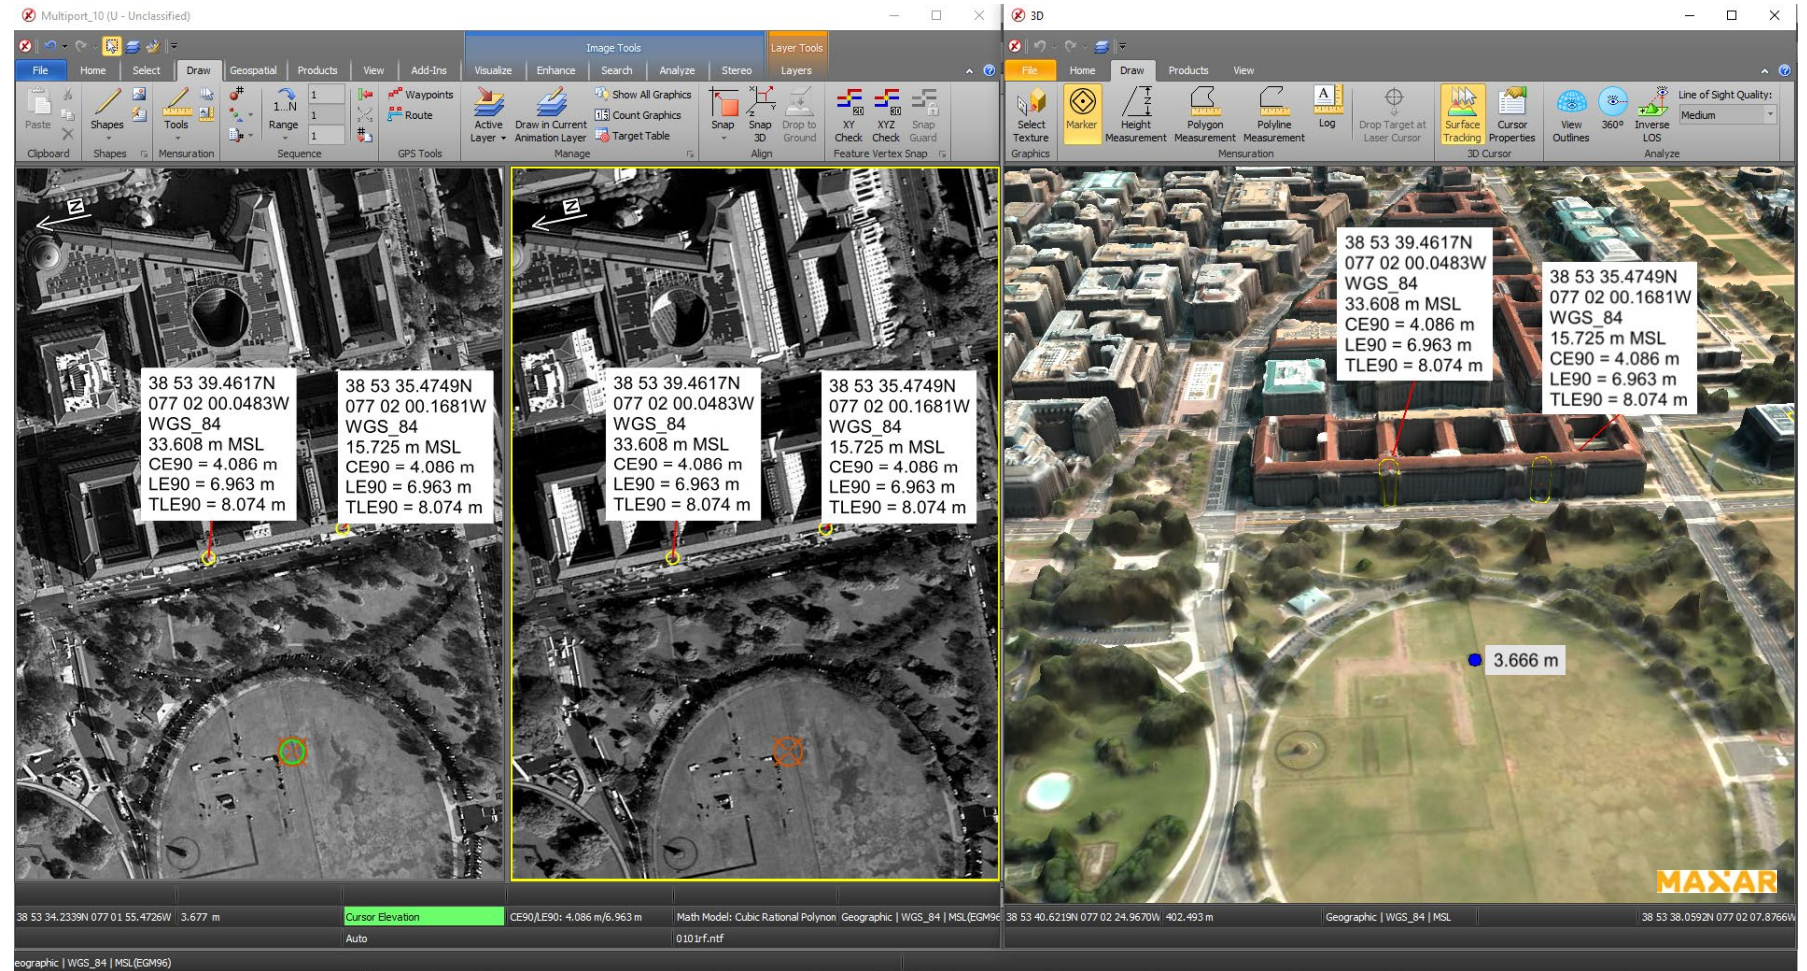 Multiport_10 (U - Unclassified)
Image Tools
Layer Tools
File Home Select Draw Geospatial Products View Add-Ins Visualize Enhance Search Analyze Stereo Layers
Paste
Shapes
Tools
1...N
Range
1
1
1
Waypoints
Route
Active
Layer
Draw in Current
Animation Layer
Show All Graphics
Count Graphics
Target Table
Snap
Snap
3D
Drop to
Ground
XY
Check
XYZ
Check
Snap
Guard
Clipboard Shapes Mensuration Sequence GPS Tools Manage Align Feature Vertex Snap
N
38 53 39.4617N
077 02 00.0483W
WGS_84
33.608 m MSL
CE90 = 4.086 m
LE90 = 6.963 m
TLE90 = 8.074 m
38 53 35.4749N
077 02 00.1681W
WGS_84
15.725 m MSL
CE90 = 4.086 m
LE90 = 6.963 m
TLE90 = 8.074 m
N
38 53 39.4617N
077 02 00.0483W
WGS_84
33.608 m MSL
CE90 = 4.086 m
LE90 = 6.963 m
TLE90 = 8.074 m
38 53 35.4749N
077 02 00.1681W
WGS_84
15.725 m MSL
CE90 = 4.086 m
LE90 = 6.963 m
TLE90 = 8.074 m
38 53 34.2339N 077 01 55.4726W 3.677 m Cursor Elevation CE90/LE90: 4.086 m/6.963 m Math Model: Cubic Rational Polynon Geographic | WGS_84 | MSL(EGM96
Auto 0101rf.ntf
eographic | WGS_84 | MSL(EGM96)
3D
File Home Draw Products View
Select
Texture
Marker
Height
Measurement
Polygon
Measurement
Polyline
Measurement
Log
Drop Target at
Laser Cursor
Surface
Tracking
Cursor
Properties
View
Outlines
360º
Inverse
LOS
Line of Sight Quality:
Medium
Graphics Mensuration 3D Cursor Analyze
38 53 39.4617N
077 02 00.0483W
WGS_84
33.608 m MSL
CE90 = 4.086 m
LE90 = 6.963 m
TLE90 = 8.074 m
38 53 35.4749N
077 02 00.1681W
WGS_84
15.725 m MSL
CE90 = 4.086 m
LE90 = 6.963 m
TLE90 = 8.074 m
3.666 m
MAXAR
38 53 40.6219N 077 02 24.9670W 402.493 m Geographic | WGS_84 | MSL 38 53 38.0592N 077 02 07.8766W